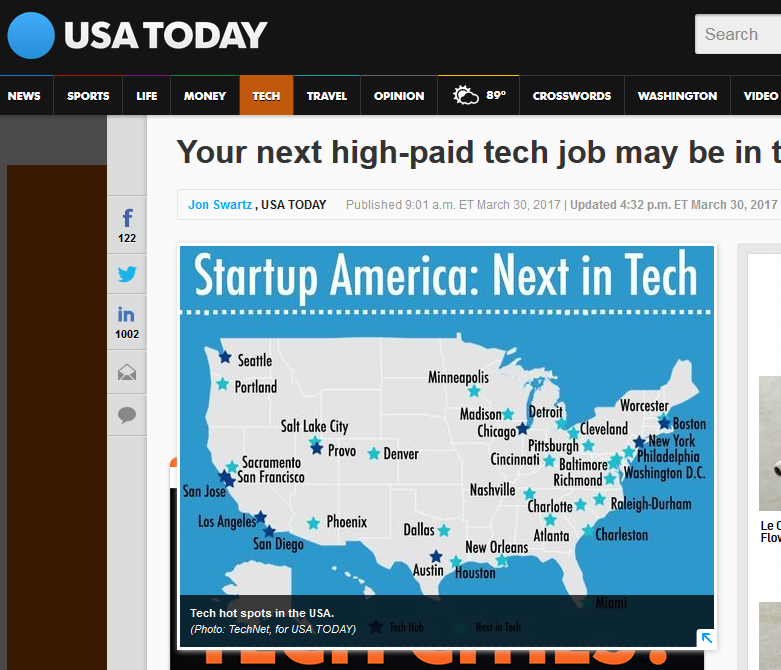 USA TODAY
Search
NEWS SPORTS LIFE MONEY TECH TRAVEL OPINION 89° CROSSWORDS WASHINGTON VIDEO
Your next high-paid tech job may be in t
Jon Swartz , USA TODAY Published 9:01 a.m. ET March 30, 2017 | Updated 4:32 p.m. ET March 30, 2017
122
1002
Startup America: Next in Tech
Seattle
Portland
Minneapolis
Madison
Detroit
Chicago
Cleveland
Worcester
Boston
New York
Philadelphia
Pittsburgh
Salt Lake City
Provo
Denver
Cincinnati
Baltimore
Washington D.C.
Richmond
Sacramento
San Francisco
San Jose
Nashville
Charlotte
Raleigh-Durham
Los Angeles
San Diego
Phoenix
Dallas
Atlanta
Charleston
New Orleans
Austin
Houston
Miami
Tech hot spots in the USA.
(Photo: TechNet, for USA TODAY)
Tech Hub
Next in Tech
Flow